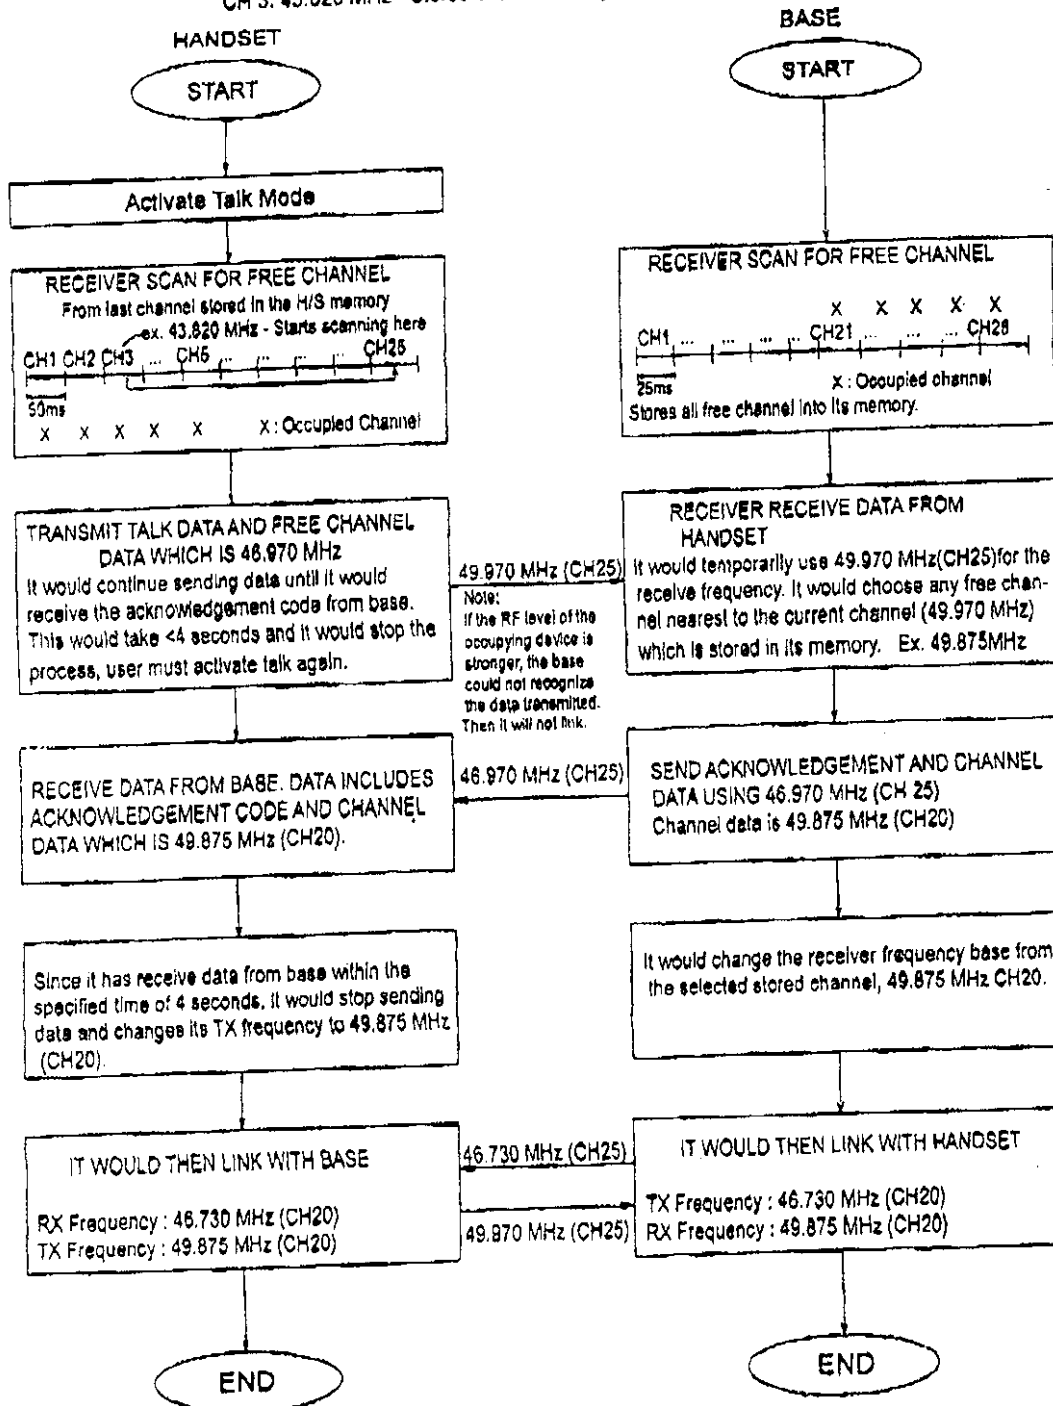 CH 3: 43.820 MHz
HANDSET
START
Activate Talk Mode
RECEIVER SCAN FOR FREE CHANNEL
From last channel stored in the H/S memory
ex. 43.820 MHz - Starts scanning here
CH1 CH2 CH3 ... CH5 ... ... ... ... CH25
50ms
X X X X X X : Occupied Channel
TRANSMIT TALK DATA AND FREE CHANNEL
DATA WHICH IS 46.970 MHz
It would continue sending data until it would
receive the acknowledgement code from base.
This would take <4 seconds and it would stop the
process, user must activate talk again.
RECEIVE DATA FROM BASE. DATA INCLUDES
ACKNOWLEDGEMENT CODE AND CHANNEL
DATA WHICH IS 49.875 MHz (CH20).
Since it has receive data from base within the
specified time of 4 seconds, it would stop sending
data and changes its TX frequency to 49.875 MHz
(CH20).
IT WOULD THEN LINK WITH BASE
RX Frequency : 46.730 MHz (CH20)
TX Frequency : 49.875 MHz (CH20)
END
49.970 MHz (CH25)
Note:
If the RF level of the
occupying device is
stronger, the base
could not recognize
the data transmitted.
Then it will not link.
46.970 MHz (CH25)
46.730 MHz (CH25)
49.970 MHz (CH25)
BASE
START
RECEIVER SCAN FOR FREE CHANNEL
X X X X X
CH1 ... ... ... ... CH21 ... ... ... CH26
25ms
X : Occupied channel
Stores all free channel into its memory.
RECEIVER RECEIVE DATA FROM
HANDSET
It would temporarily use 49.970 MHz(CH25)for the
receive frequency. It would choose any free chan-
nel nearest to the current channel (49.970 MHz)
which is stored in its memory. Ex. 49.875MHz
SEND ACKNOWLEDGEMENT AND CHANNEL
DATA USING 46.970 MHz (CH 25)
Channel data is 49.875 MHz (CH20)
It would change the receiver frequency base from
the selected stored channel, 49.875 MHz CH20.
IT WOULD THEN LINK WITH HANDSET
TX Frequency : 46.730 MHz (CH20)
RX Frequency : 49.875 MHz (CH20)
END